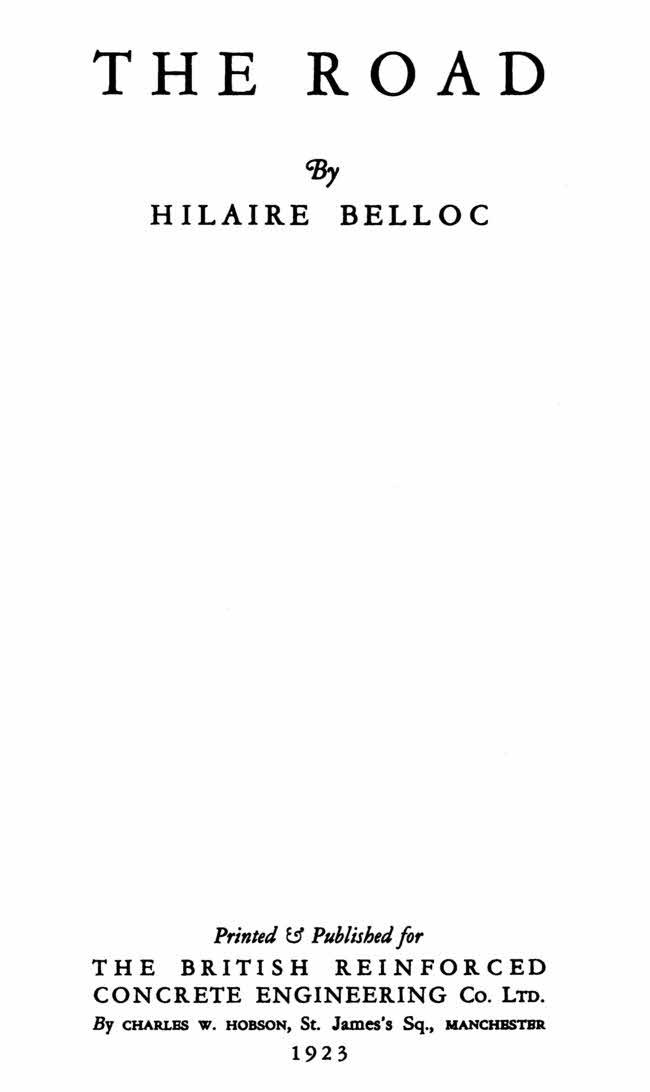 THE ROAD
By
HILAIRE BELLOC
Printed & Published for
THE BRITISH REINFORCED
CONCRETE ENGINEERING Co. LTD.
By CHARLES W. HOBSON, St. James's Sq., MANCHESTER
1923